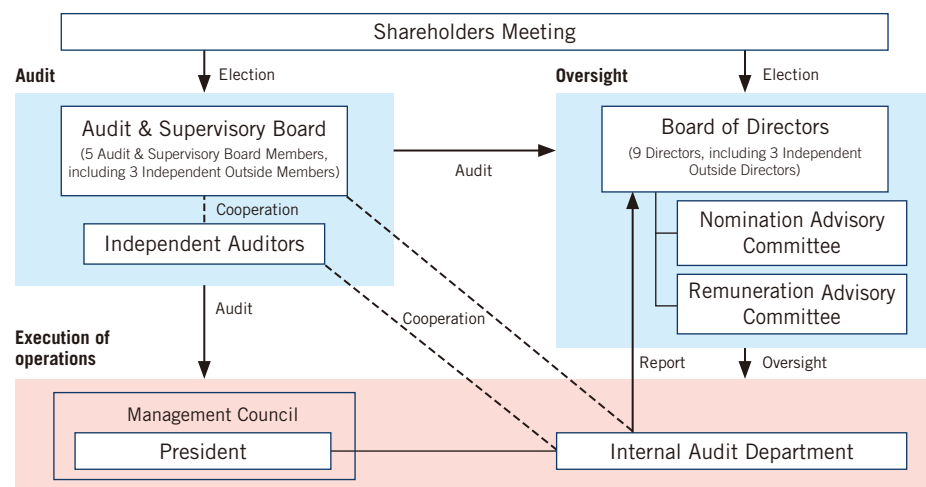 Shareholders Meeting
Audit
Election
Oversight
Election
Audit & Supervisory Board
(5 Audit & Supervisory Board Members,
including 3 Independent Outside Members)
Cooperation
Independent Auditors
Audit
Board of Directors
(9 Directors, including 3 Independent
Outside Directors)
Nomination Advisory
Committee
Remuneration Advisory
Committee
Audit
Cooperation
Execution of
operations
Report
Oversight
Management Council
President
Internal Audit Department